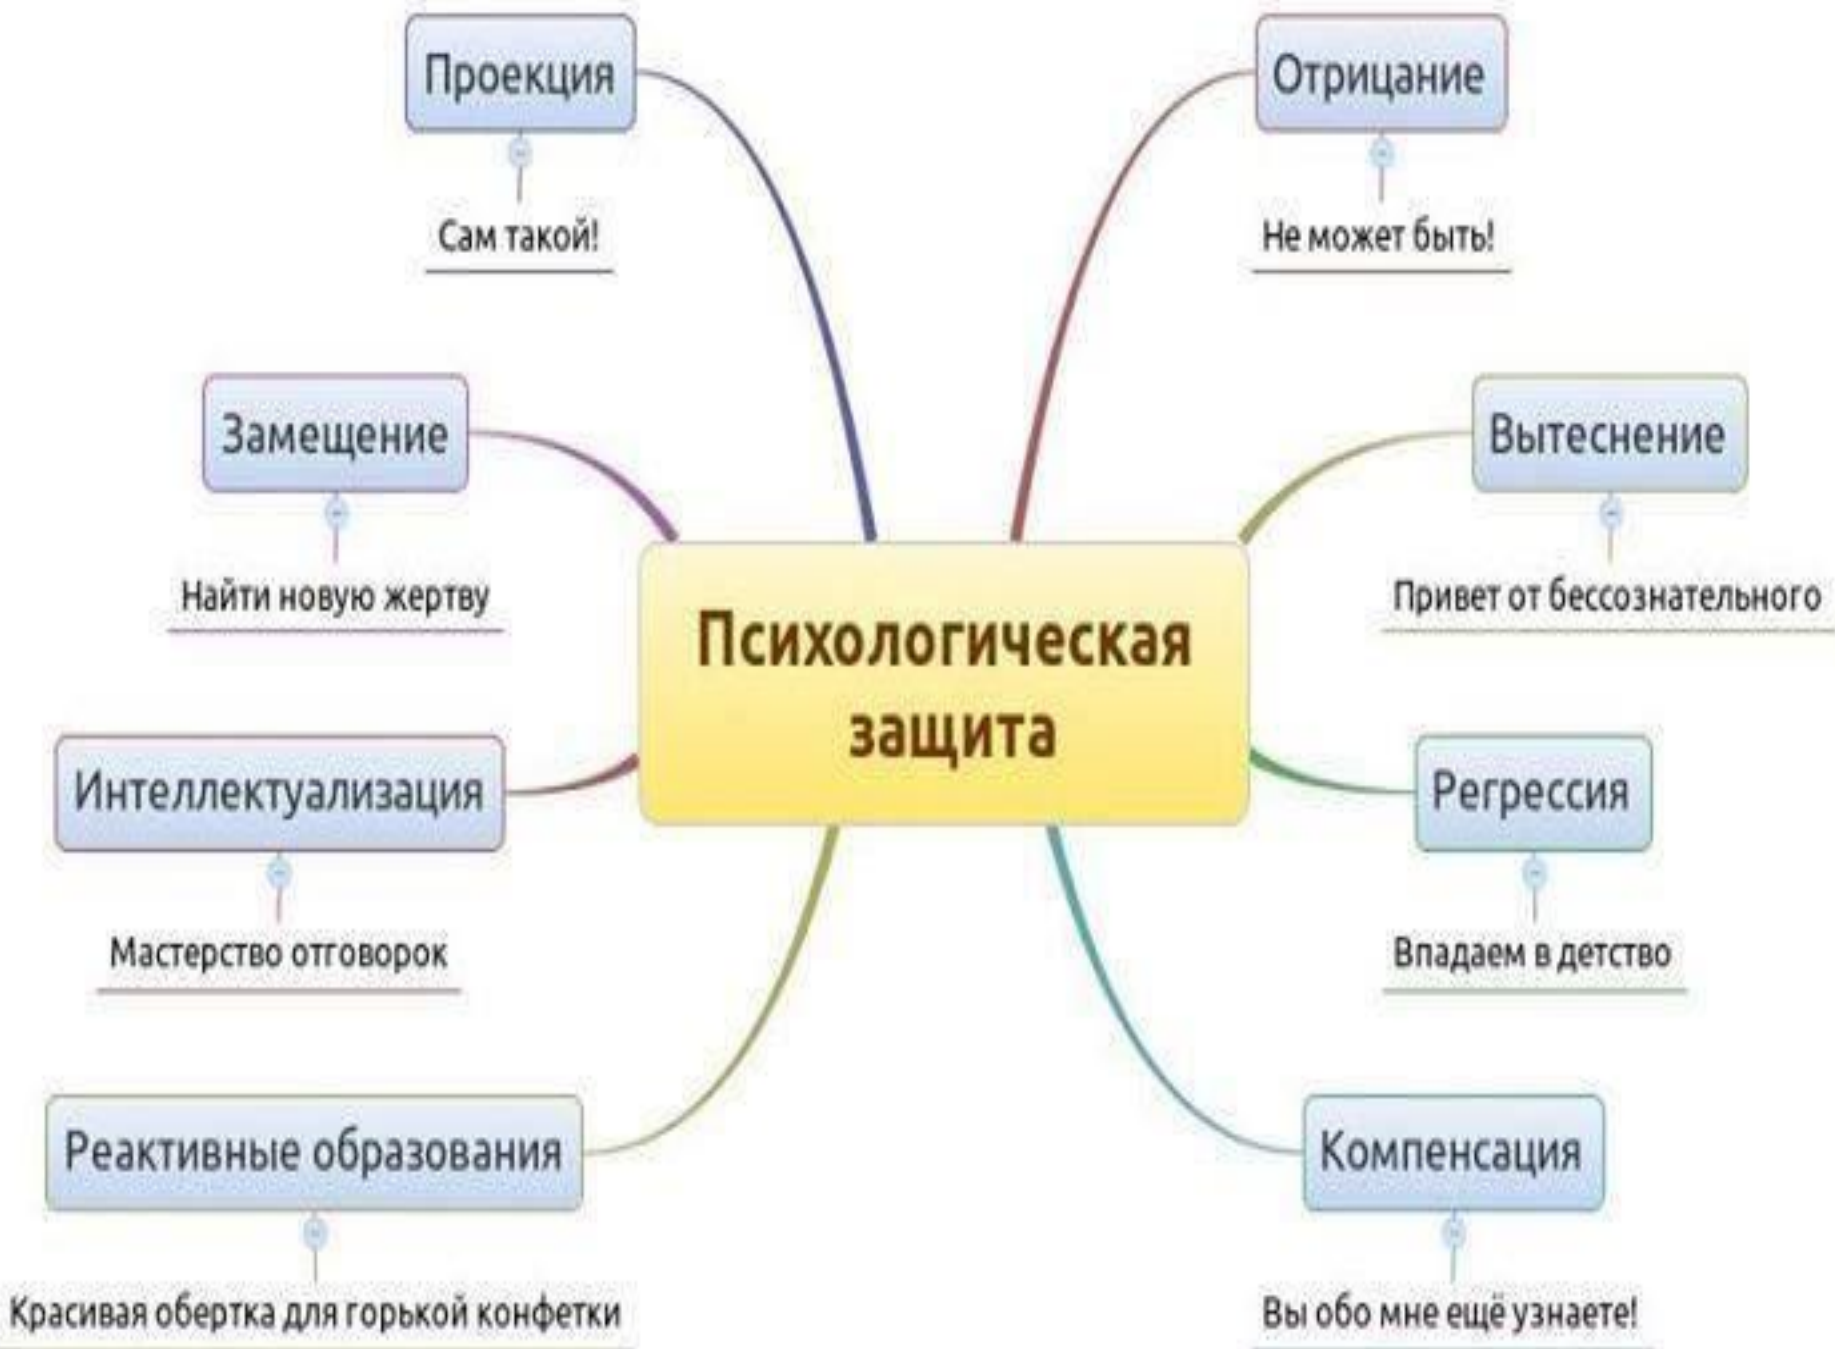 Проекция
Сам такой!
Отрицание
Не может быть!
Замещение
Найти новую жертву
Вытеснение
Привет от бессознательного
Психологическая
защита
Интеллектуализация
Мастерство отговорок
Регрессия
Впадаем в детство
Реактивные образования
Красивая обертка для горькой конфетки
Компенсация
Вы обо мне ещё узнаете!